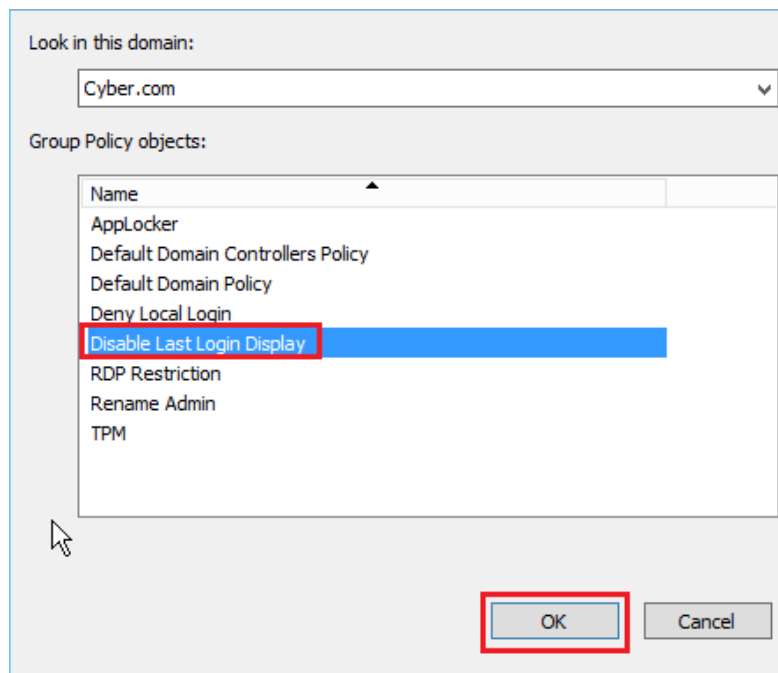 Look in this domain:
Cyber.com
Group Policy objects:
Name
AppLocker
Default Domain Controllers Policy
Default Domain Policy
Deny Local Login
Disable Last Login Display
RDP Restriction
Rename Admin
TPM
OK Cancel